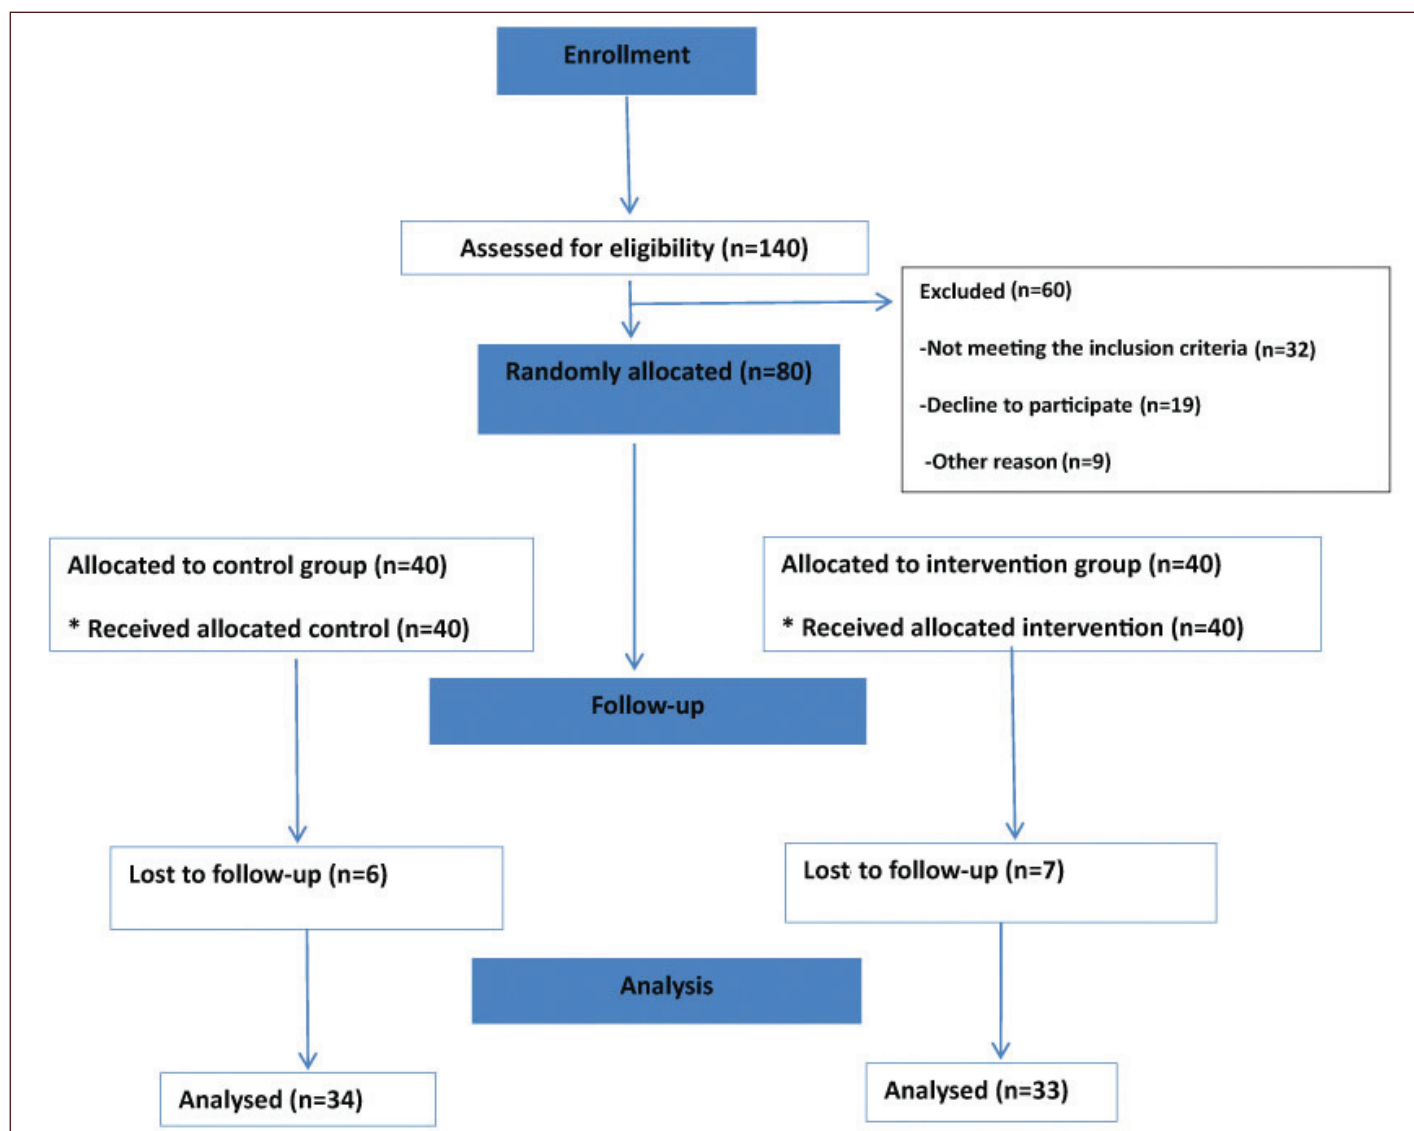 Enrollment
Assessed for eligibility (n=140)
Excluded (n=60)
-Not meeting the inclusion criteria (n=32)
-Decline to participate (n=19)
-Other reason (n=9)
Randomly allocated (n=80)
Allocated to control group (n=40)
* Received allocated control (n=40)
Allocated to intervention group (n=40)
* Received allocated intervention (n=40)
Follow-up
Lost to follow-up (n=6)
Lost to follow-up (n=7)
Analysis
Analysed (n=34)
Analysed (n=33)